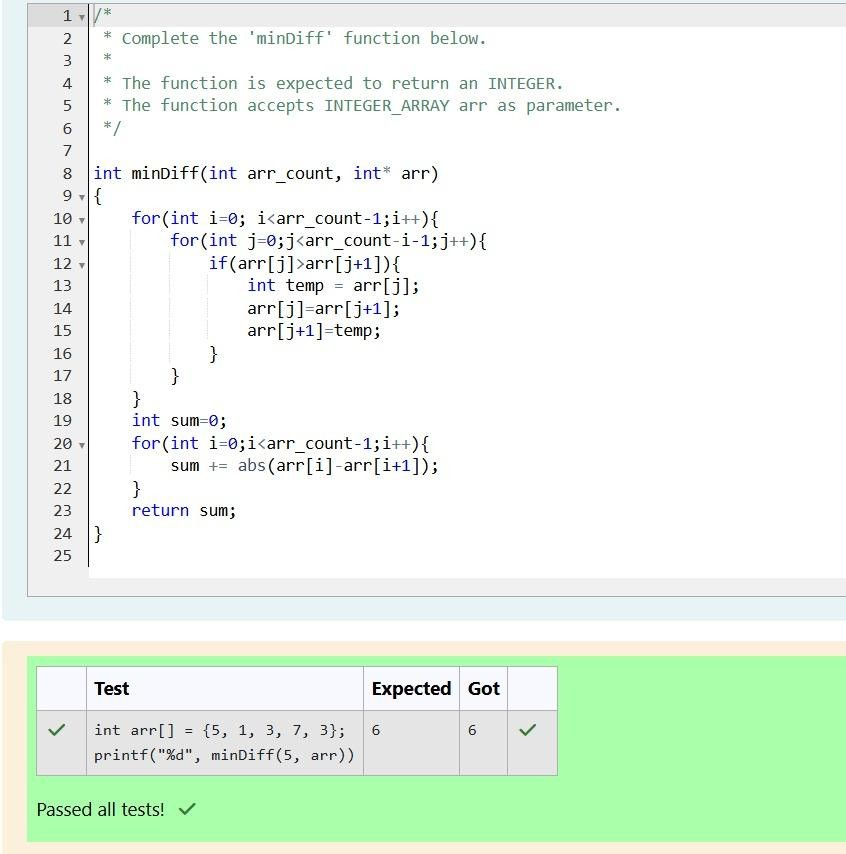 1 /*
2 * Complete the 'minDiff' function below.
3 *
4 * The function is expected to return an INTEGER.
5 * The function accepts INTEGER_ARRAY arr as parameter.
6 */
7
8 int minDiff(int arr_count, int* arr)
9 {
10 for(int i=0; i<arr_count-1;i++){
11 for(int j=0;j<arr_count-i-1;j++){
12 if(arr[j]>arr[j+1]){
13 int temp = arr[j];
14 arr[j]=arr[j+1];
15 arr[j+1]=temp;
16 }
17 }
18 }
19 int sum=0;
20 for(int i=0;i<arr_count-1;i++){
21 sum += abs(arr[i]-arr[i+1]);
22 }
23 return sum;
24 }
25
Test Expected Got
int arr[] = {5, 1, 3, 7, 3}; 6 6
printf("%d", minDiff(5, arr))
Passed all tests!